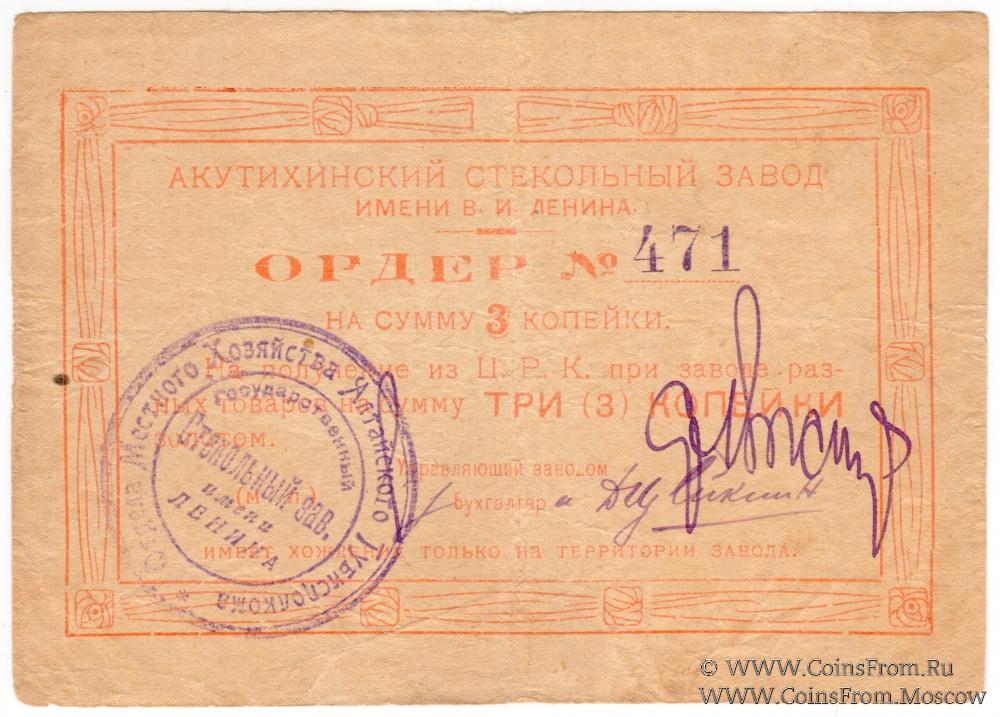 АКУТИХИНСКИЙ СТЕКОЛЬНЫЙ ЗАВОД
ИМЕНИ В. И. ЛЕНИНА.
ОРДЕР № 471
НА СУММУ 3 КОПЕЙКИ.
На получение из Ц. Р. К. при заводе раз-
ных товаров на сумму ТРИ (3) КОПЕЙКИ
золотом.
Управляющий заводом
(м. п.)
Бухгалтер
ИМЕЕТ ХОЖДЕНИЕ ТОЛЬКО НА ТЕРРИТОРИИ ЗАВОДА.
* Отдела Местного Хозяйства Алтайского Губисполкома
Государственный
Стекольный зав.
имени
ЛЕНИНА
© WWW.CoinsFrom.Ru
WWW.CoinsFrom.Moscow